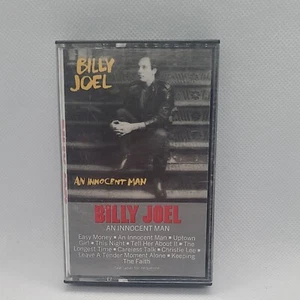 BILLY
JOEL
AN INNOCENT MAN
BILLY JOEL
AN INNOCENT MAN
Easy Money • An Innocent Man • Uptown
Girl • This Night • Tell Her About It • The
Longest Time • Careless Talk • Christie Lee •
Leave A Tender Moment Alone • Keeping
The Faith